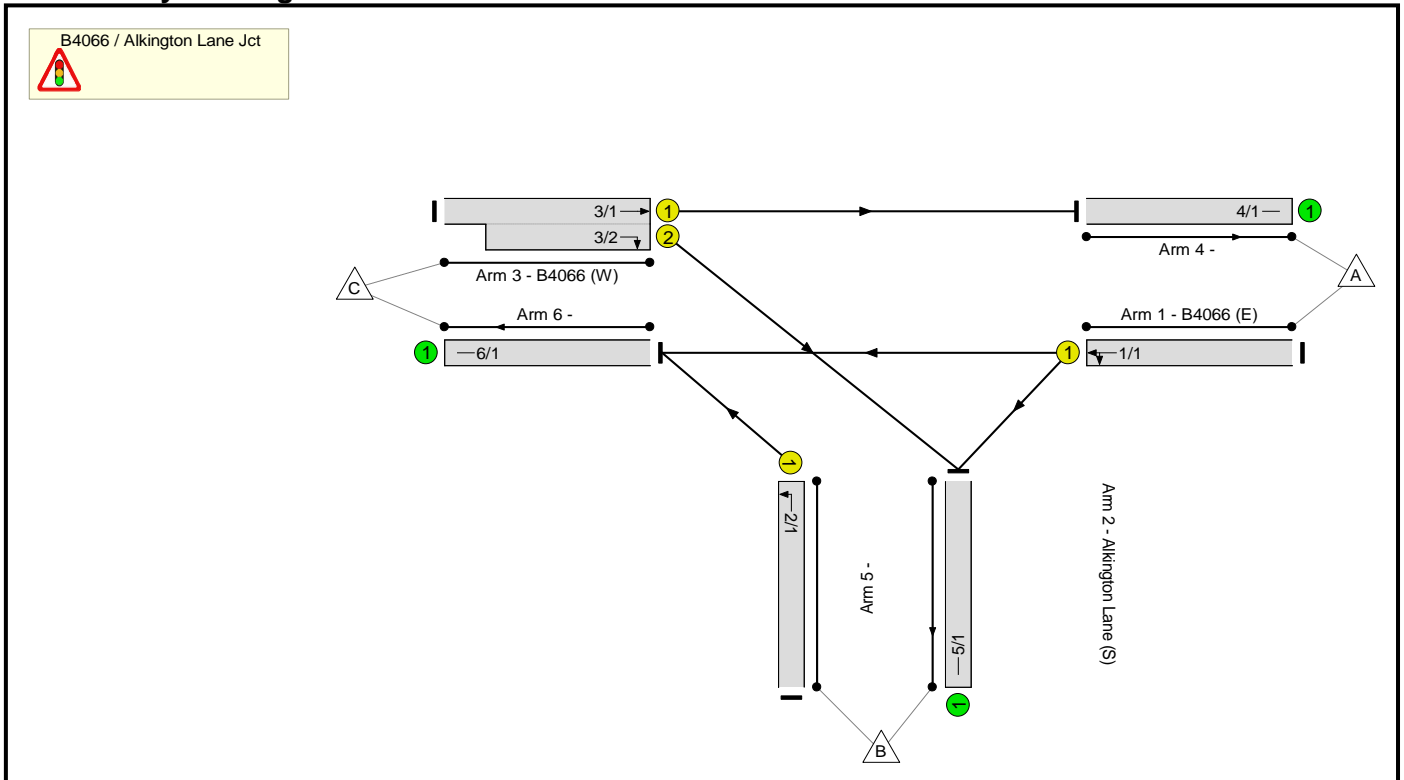 B4066 / Alkington Lane Jct
3/1
1
1
4/1
3/2
2
Arm 4 -
Arm 3 - B4066 (W)
C
A
Arm 6 -
Arm 1 - B4066 (E)
1
6/1
1
1/1
1
2/1
Arm 5 -
Arm 2 - Alkington Lane (S)
5/1
1
B